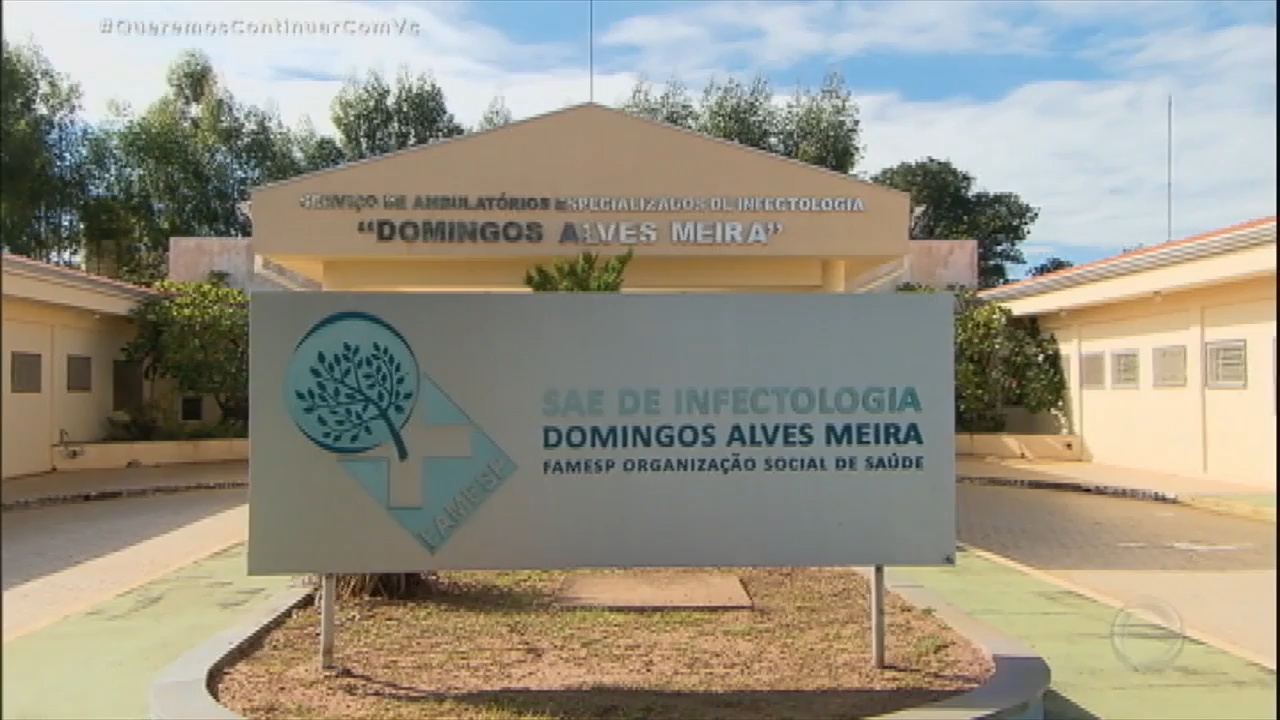 #QueremosContinuarComVc
SERVIÇO DE AMBULATÓRIOS ESPECIALIZADOS DE INFECTOLOGIA
"DOMINGOS ALVES MEIRA"
SAE DE INFECTOLOGIA
DOMINGOS ALVES MEIRA
FAMESP ORGANIZAÇÃO SOCIAL DE SAÚDE
FAMESP